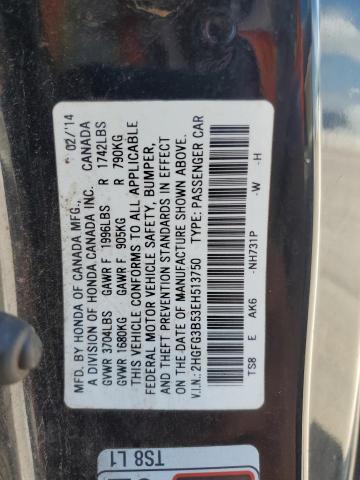 MFD. BY HONDA OF CANADA MFG., 02/'14
A DIVISION OF HONDA CANADA INC. CANADA
GVWR 3704LBS GAWR F 1996LBS R 1742LBS
GVWR 1680KG GAWR F 905KG R 790KG
THIS VEHICLE CONFORMS TO ALL APPLICABLE
FEDERAL MOTOR VEHICLE SAFETY, BUMPER,
AND THEFT PREVENTION STANDARDS IN EFFECT
ON THE DATE OF MANUFACTURE SHOWN ABOVE.
V.I.N.: 2HGFG3B53EH513750 TYPE: PASSENGER CAR
TS8 E AK6 -NH731P -W -H
TS8 L1